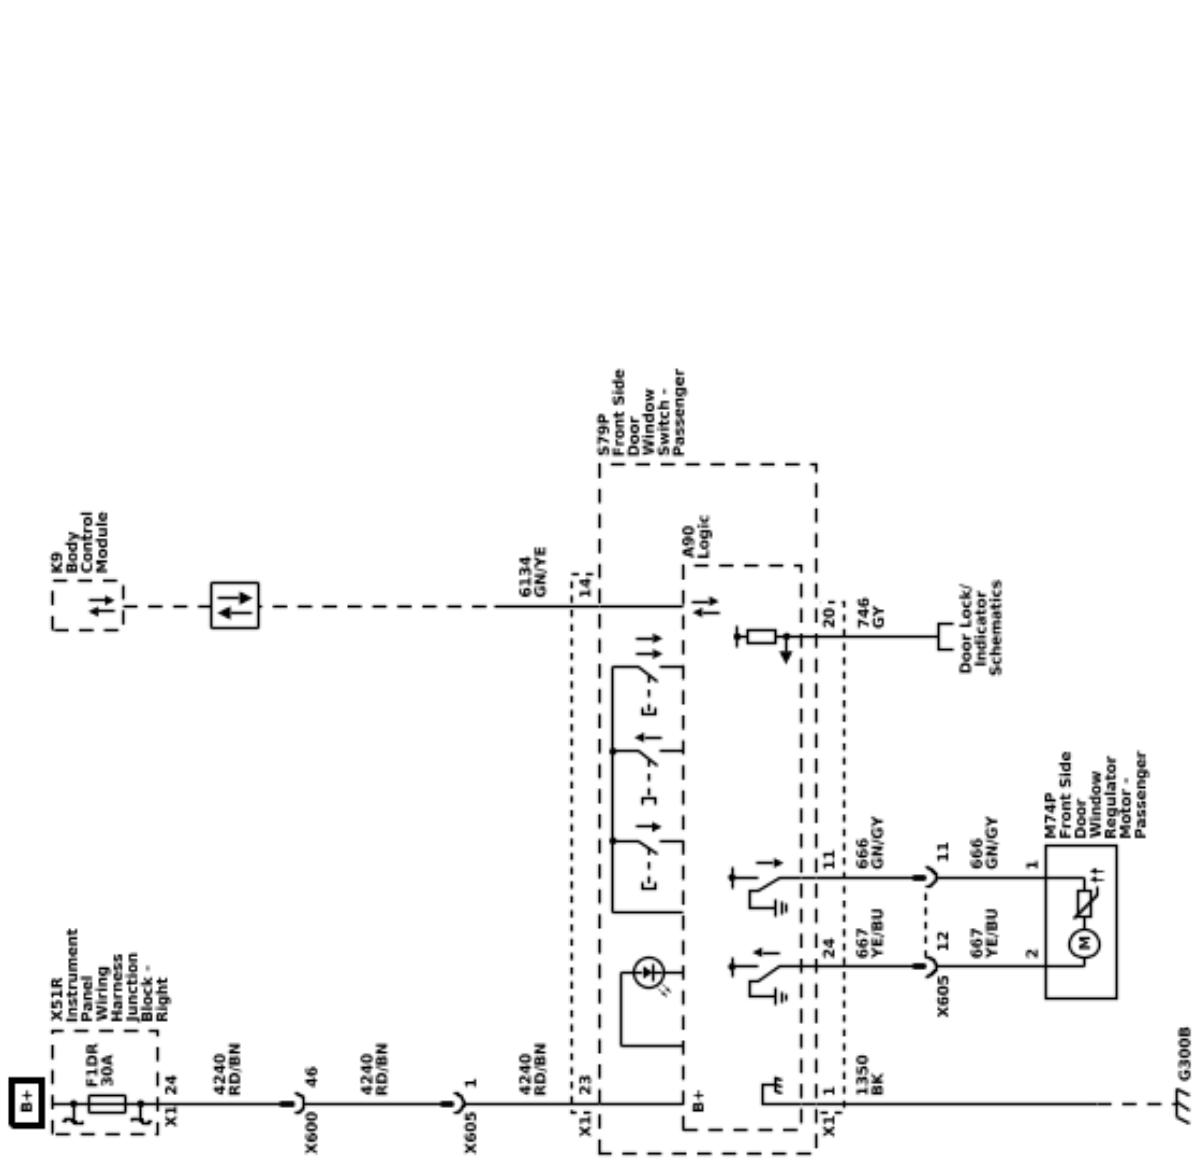 B+
X51R
Instrument
Panel
Wiring
Harness
Junction
Block -
Right
F1DR
30A
X1
24
4240
RD/BN
X600
46
4240
RD/BN
X605
1
4240
RD/BN
X1
23
K9
Body
Control
Module
6134
GN/YE
14
S79P
Front Side
Door
Window
Switch -
Passenger
A90
Logic
B+
X1
1
1350
BK
G300B
24
667
YE/BU
X605
12
667
YE/BU
2
11
666
GN/GY
11
666
GN/GY
1
M
M74P
Front Side
Door
Window
Regulator
Motor -
Passenger
20
746
GY
Door Lock/
Indicator
Schematics